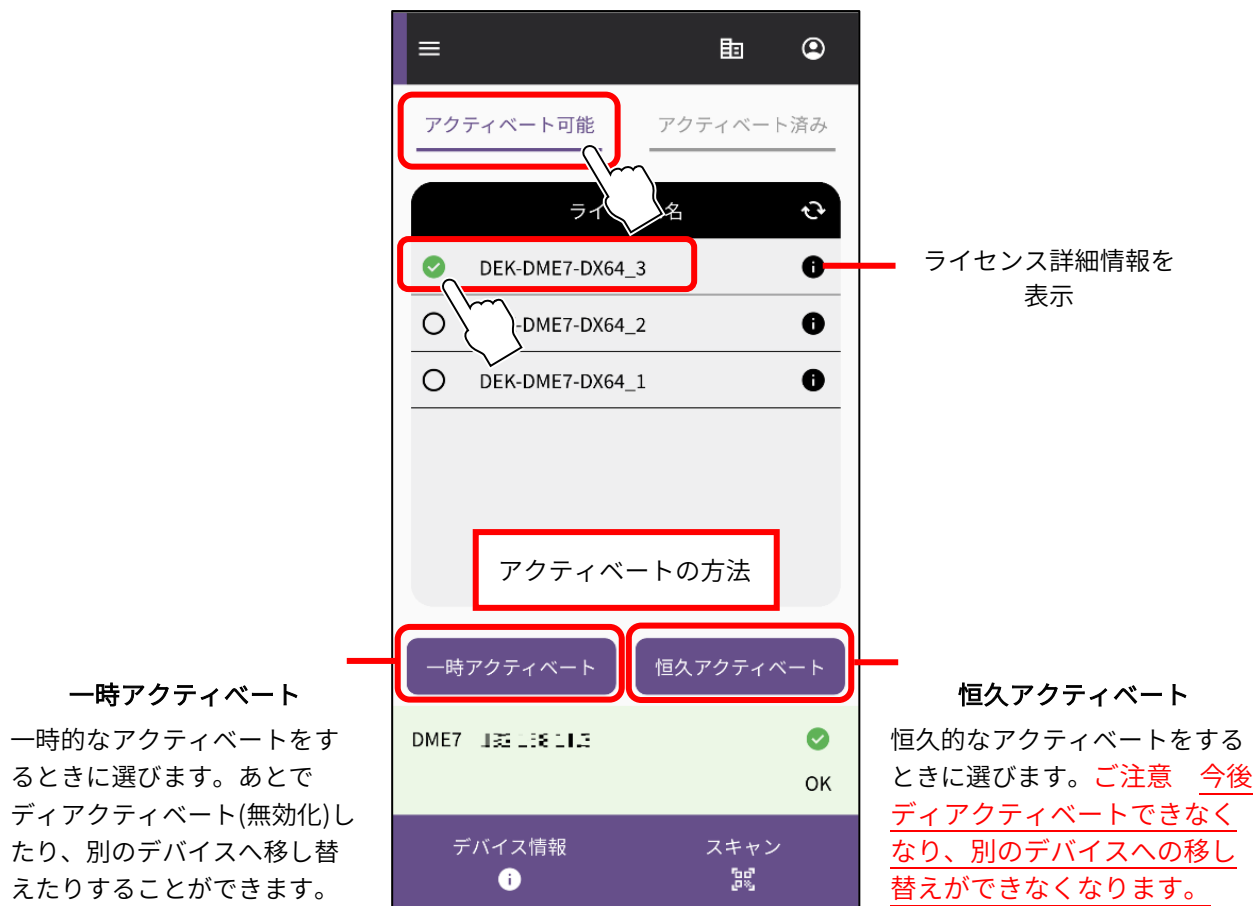 アクティベート可能
アクティベート済み
DEK-DME7-DX64_3
-DME7-DX64_2
DEK-DME7-DX64_1
ライセンス詳細情報を
表示
アクティベートの方法
一時アクティベート
恒久アクティベート
一時アクティベート
一時的なアクティベートをす
るときに選びます。あとで
ディアクティベート(無効化)し
たり、別のデバイスへ移し替
えたりすることができます。
DME7
OK
デバイス情報
スキャン
恒久アクティベート
恒久的なアクティベートをする
ときに選びます。ご注意　今後
ディアクティベートできなく
なり、別のデバイスへの移し
替えができなくなります。